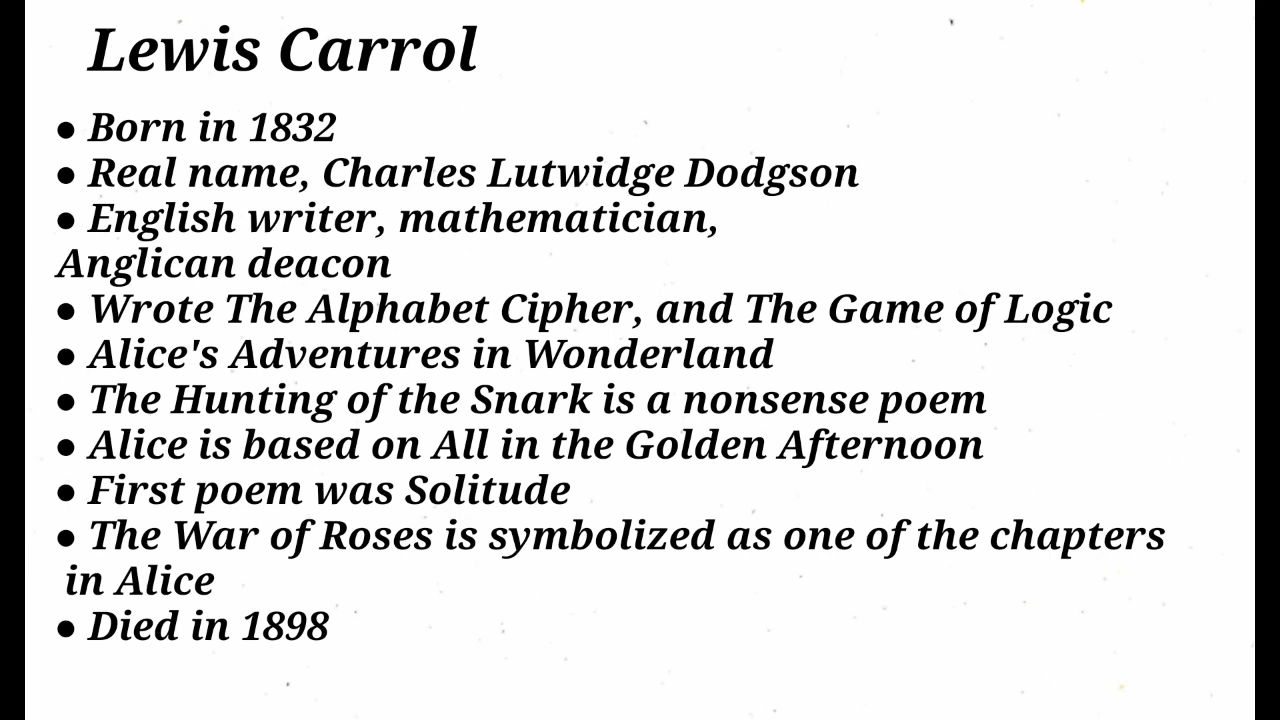 Lewis Carrol
● Born in 1832
● Real name, Charles Lutwidge Dodgson
● English writer, mathematician,
Anglican deacon
● Wrote The Alphabet Cipher, and The Game of Logic
● Alice's Adventures in Wonderland
● The Hunting of the Snark is a nonsense poem
● Alice is based on All in the Golden Afternoon
● First poem was Solitude
● The War of Roses is symbolized as one of the chapters
in Alice
● Died in 1898